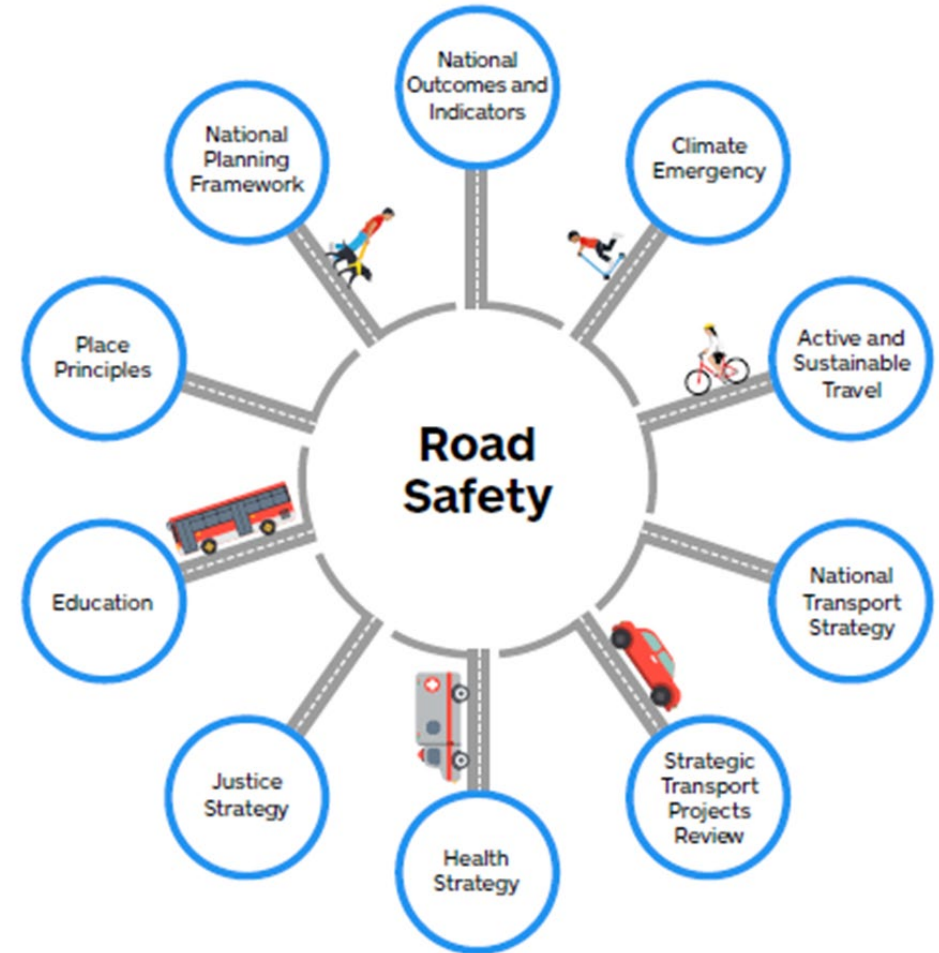 National
Outcomes and
Indicators
Climate
Emergency
Active and
Sustainable
Travel
National
Transport
Strategy
Strategic
Transport
Projects
Review
Health
Strategy
Justice
Strategy
Education
Place
Principles
National
Planning
Framework
Road
Safety